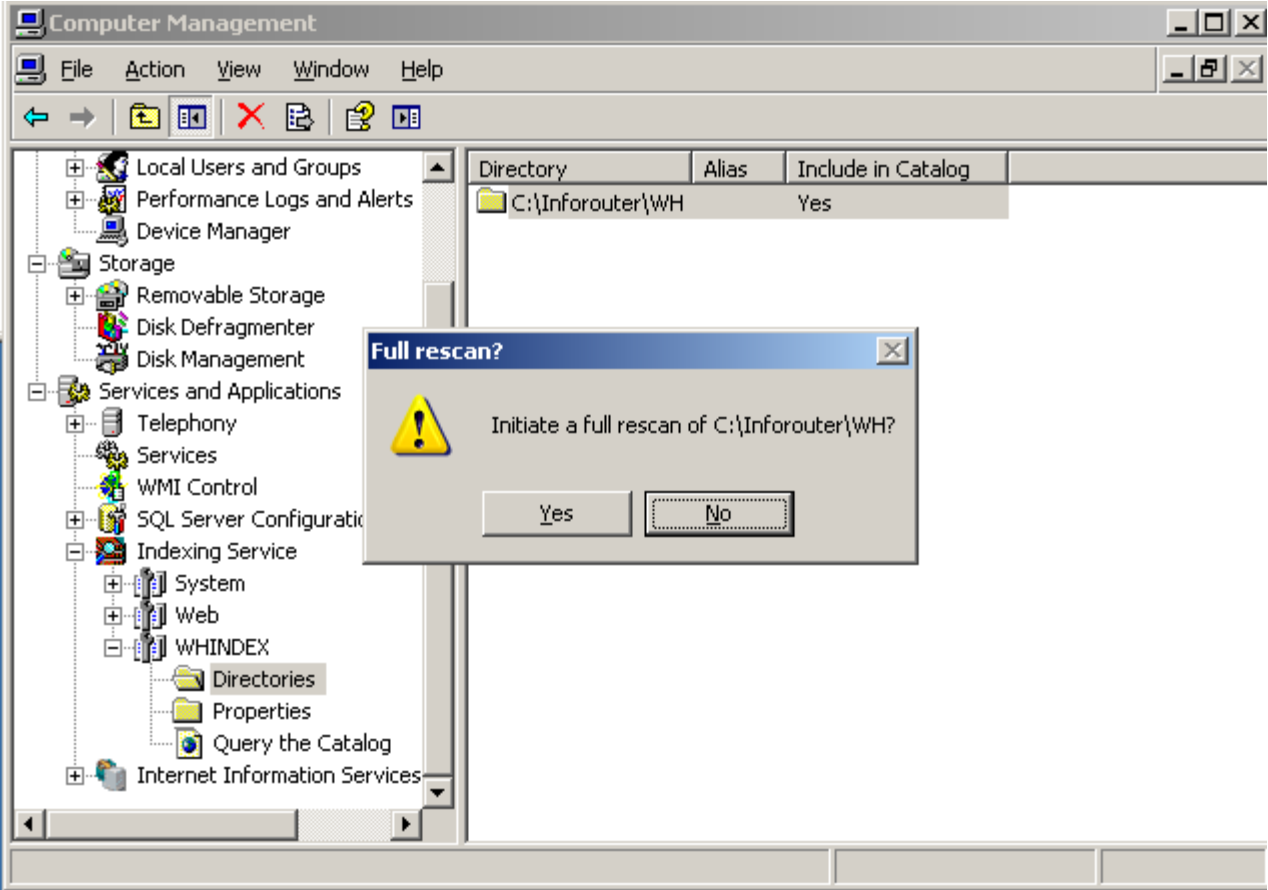 Computer Management
File Action View Window Help
Local Users and Groups
Performance Logs and Alerts
Device Manager
Storage
Removable Storage
Disk Defragmenter
Disk Management
Services and Applications
Telephony
Services
WMI Control
SQL Server Configuratio
Indexing Service
System
Web
WHINDEX
Directories
Properties
Query the Catalog
Internet Information Services
Directory Alias Include in Catalog
C:\Inforouter\WH Yes
Full rescan?
Initiate a full rescan of C:\Inforouter\WH?
Yes No